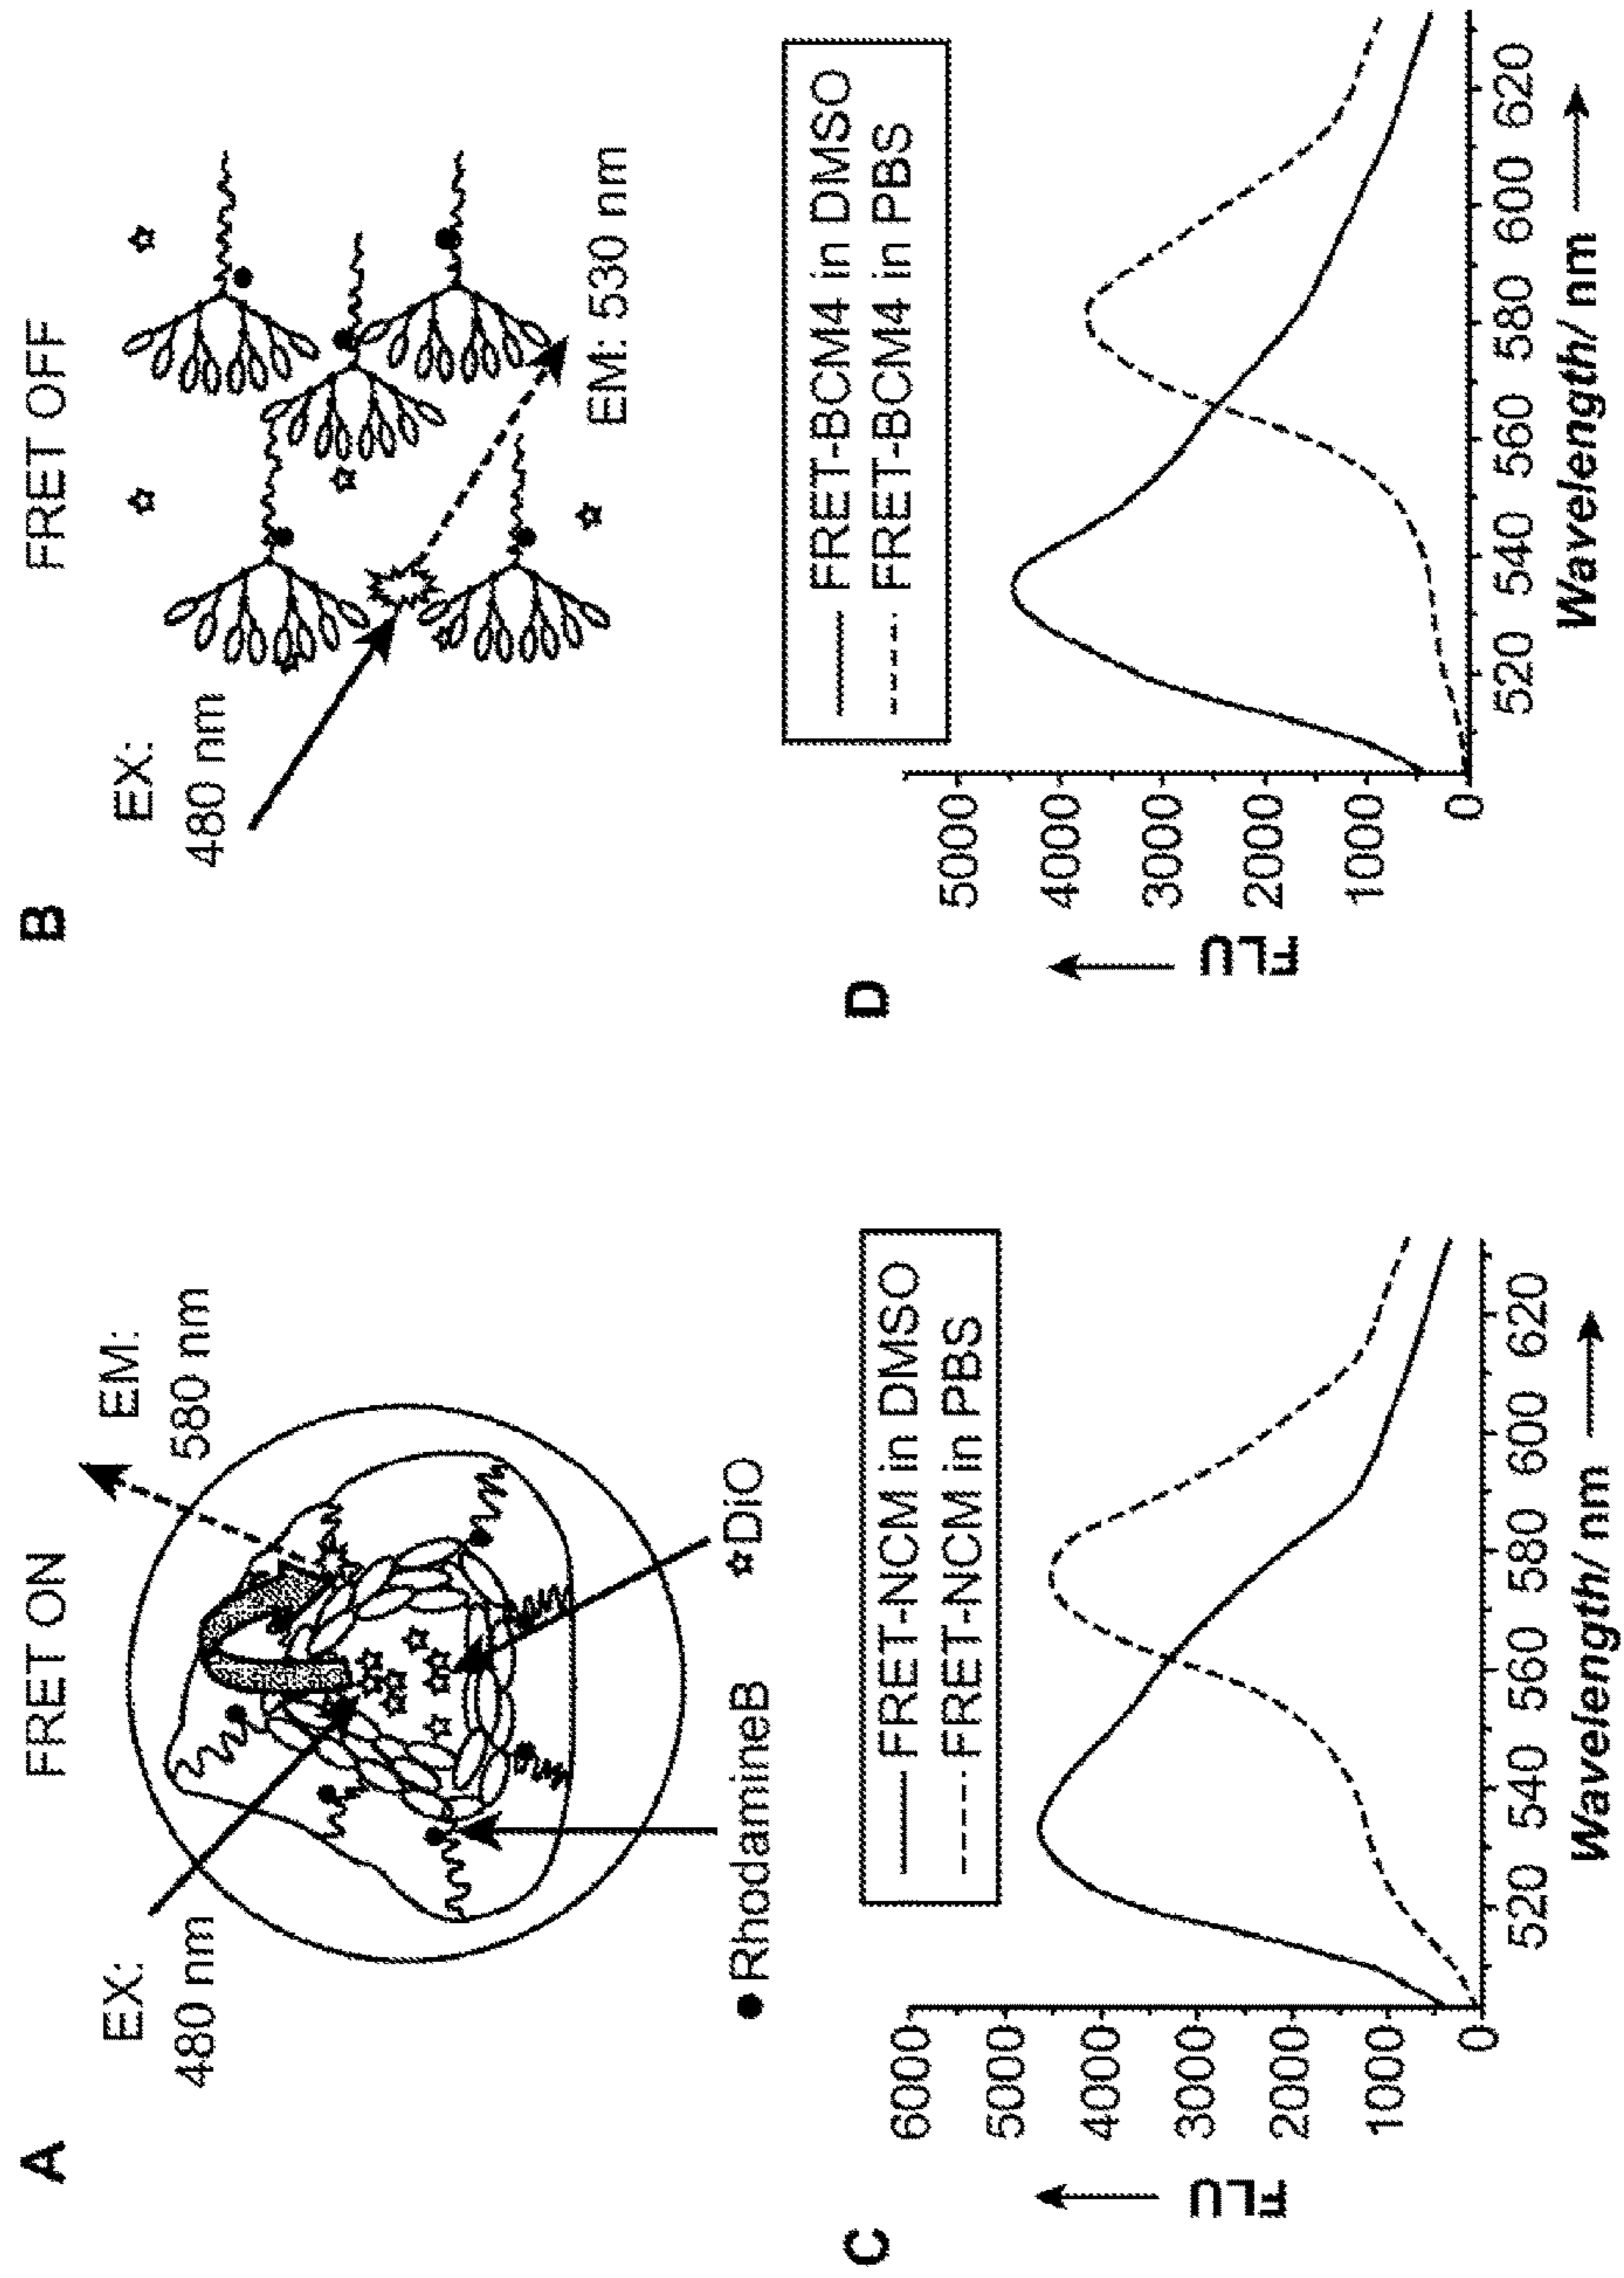 A
FRET ON
EX:
480 nm
EM:
580 nm
RhodamineB
DiO
B
FRET OFF
EX:
480 nm
EM: 530 nm
C
FRET-NCM in DMSO
FRET-NCM in PBS
FLU
6000
5000
4000
3000
2000
1000
0
520 540 560 580 600 620
Wavelength/ nm
D
FRET-BCM4 in DMSO
FRET-BCM4 in PBS
FLU
5000
4000
3000
2000
1000
0
520 540 560 580 600 620
Wavelength/ nm